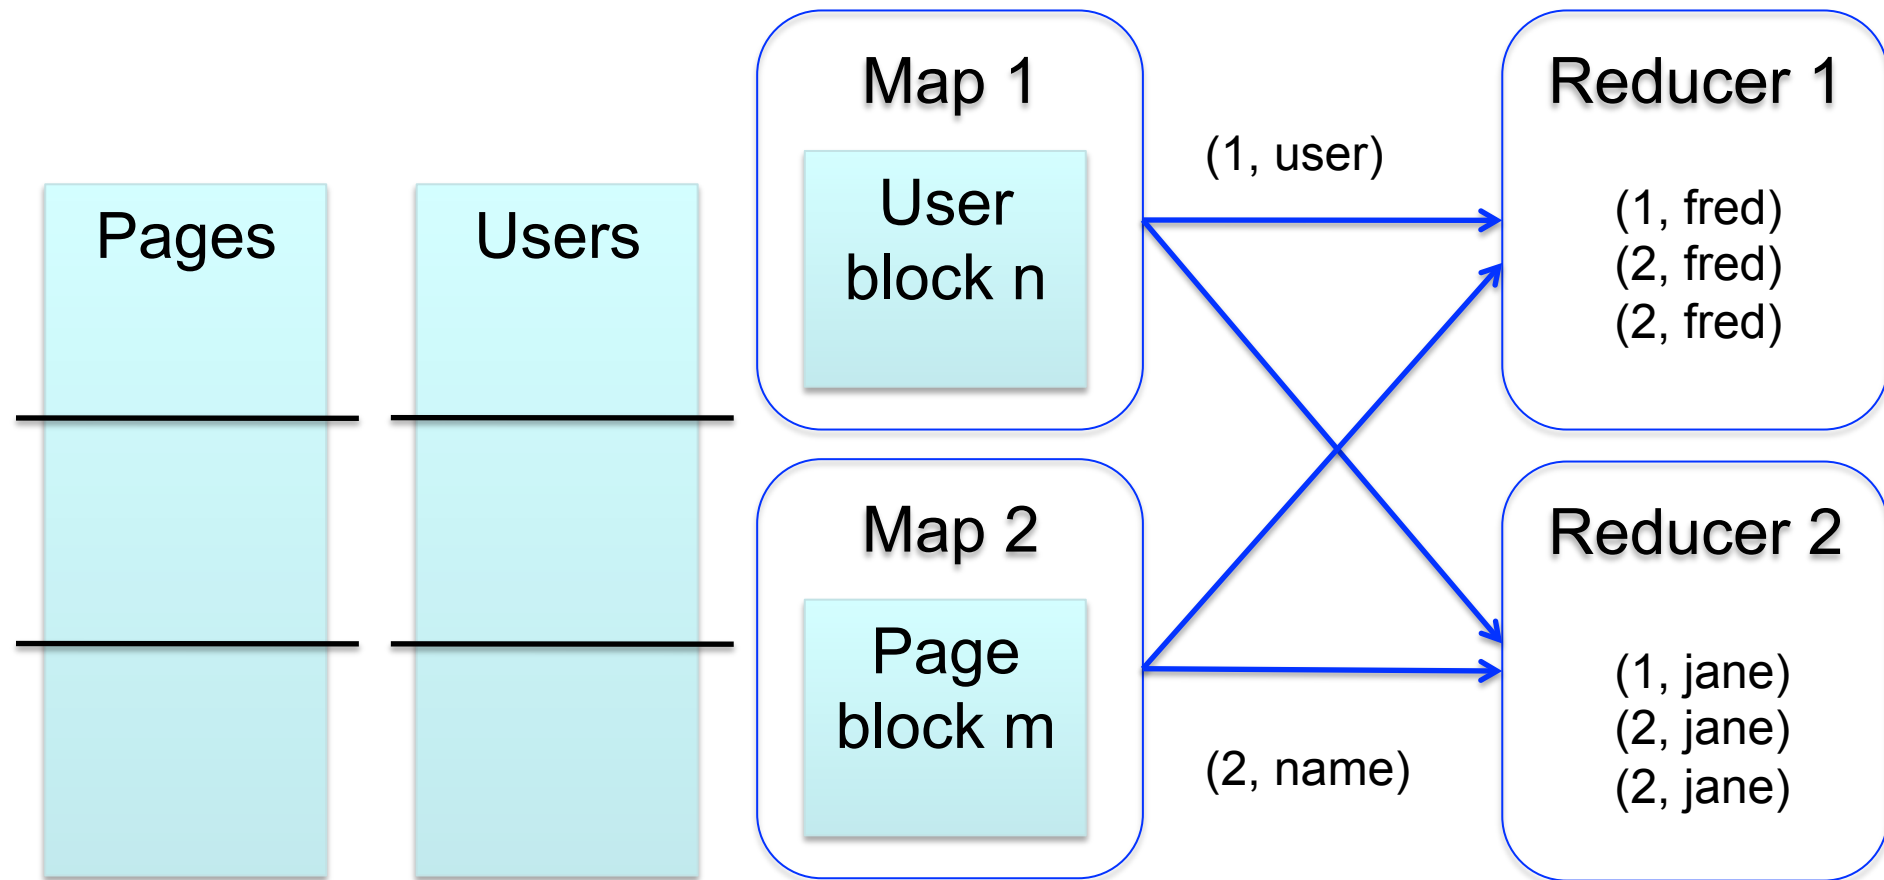 Pages
Users
Map 1
User
block n
Map 2
Page
block m
(1, user)
(2, name)
Reducer 1
(1, fred)
(2, fred)
(2, fred)
Reducer 2
(1, jane)
(2, jane)
(2, jane)